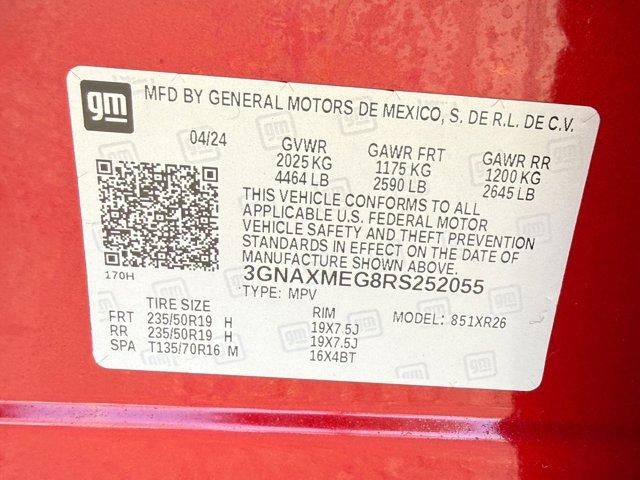 gm MFD BY GENERAL MOTORS DE MEXICO, S. DE R.L. DE C.V.
04/24 GVWR GAWR FRT GAWR RR
2025 KG 1175 KG 1200 KG
4464 LB 2590 LB 2645 LB
THIS VEHICLE CONFORMS TO ALL
APPLICABLE U.S. FEDERAL MOTOR
VEHICLE SAFETY AND THEFT PREVENTION
STANDARDS IN EFFECT ON THE DATE OF
MANUFACTURE SHOWN ABOVE.
170H 3GNAXMEG8RS252055
TYPE: MPV
TIRE SIZE RIM MODEL: 851XR26
FRT 235/50R19 H 19X7.5J
RR 235/50R19 H 19X7.5J
SPA T135/70R16 M 16X4BT